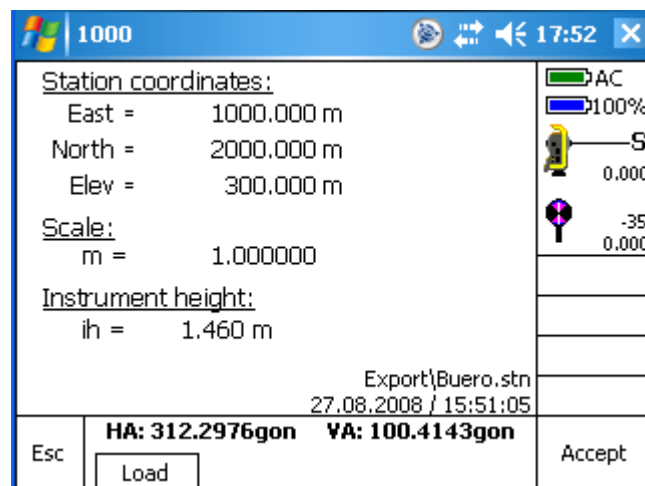 1000 17:52
Station coordinates:
East = 1000.000 m
North = 2000.000 m
Elev = 300.000 m
Scale:
m = 1.000000
Instrument height:
ih = 1.460 m
Export\Buero.stn
27.08.2008 / 15:51:05
AC
100%
S
0.000
-35
0.000
HA: 312.2976gon VA: 100.4143gon
Esc
Load
Accept